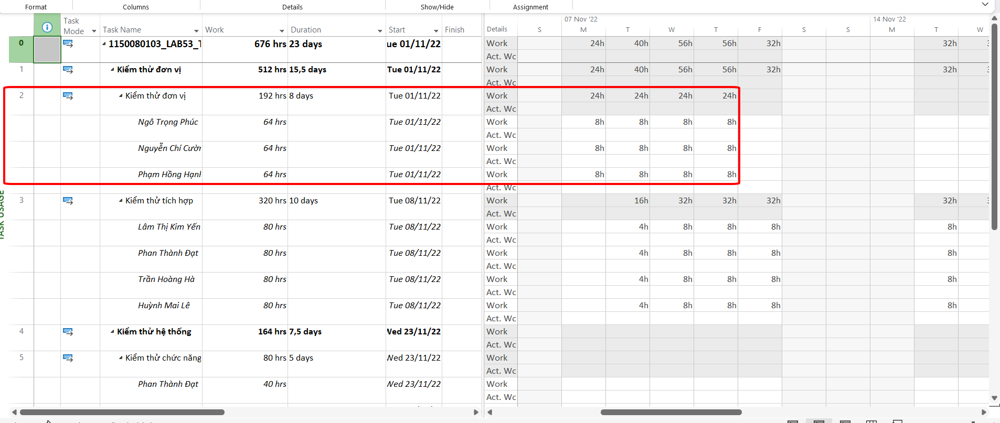 Format Columns Details Show/Hide Assignment
Task Mode Task Name Work Duration Start Finish Details 07 Nov '22 14 Nov '22
S M T W T F S S M T W
0 1150080103_LAB53_T 676 hrs 23 days ue 01/11/22 Work 24h 40h 56h 56h 32h 32h
Act. Wc
1 Kiểm thử đơn vị 512 hrs 15,5 days Tue 01/11/22 Work 24h 40h 56h 56h 32h 32h
Act. Wc
2 Kiểm thử đơn vị 192 hrs 8 days Tue 01/11/22 Work 24h 24h 24h 24h
Act. Wc
Ngô Trọng Phúc 64 hrs Tue 01/11/22 Work 8h 8h 8h 8h
Act. Wc
Nguyễn Chí Cườn 64 hrs Tue 01/11/22 Work 8h 8h 8h 8h
Act. Wc
Phạm Hồng Hạnh 64 hrs Tue 01/11/22 Work 8h 8h 8h 8h
Act. Wc
3 Kiểm thử tích hợp 320 hrs 10 days Tue 08/11/22 Work 16h 32h 32h 32h 32h
Act. Wc
Lâm Thị Kim Yến 80 hrs Tue 08/11/22 Work 4h 8h 8h 8h 8h
Act. Wc
Phan Thành Đạt 80 hrs Tue 08/11/22 Work 4h 8h 8h 8h 8h
Act. Wc
Trần Hoàng Hà 80 hrs Tue 08/11/22 Work 4h 8h 8h 8h 8h
Act. Wc
Huỳnh Mai Lê 80 hrs Tue 08/11/22 Work 4h 8h 8h 8h 8h
Act. Wc
4 Kiểm thử hệ thống 164 hrs 7,5 days Wed 23/11/22 Work
Act. Wc
5 Kiểm thử chức năng 80 hrs 5 days Wed 23/11/22 Work
Act. Wc
Phan Thành Đạt 40 hrs Wed 23/11/22 Work
Act. Wc
TASK USAGE